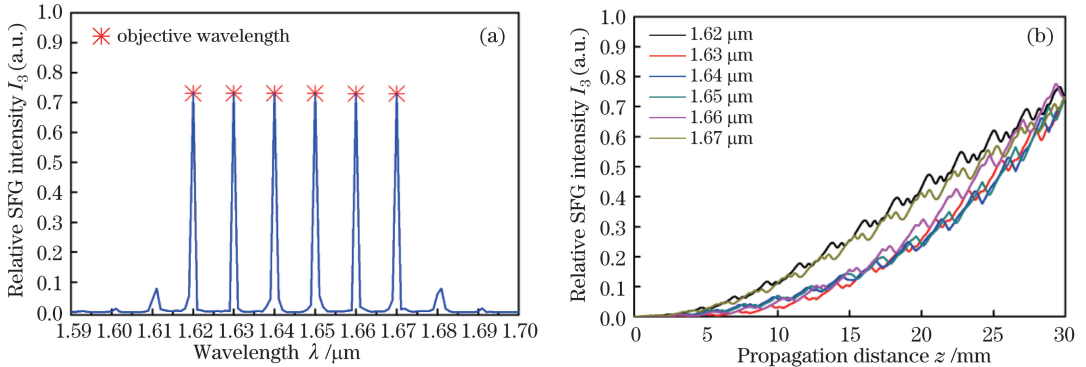 Relative SFG intensity I₃ (a.u.)
1.0
0.9
0.8
0.7
0.6
0.5
0.4
0.3
0.2
0.1
0.0
objective wavelength
(a)
1.59 1.60 1.61 1.62 1.63 1.64 1.65 1.66 1.67 1.68 1.69 1.70
Wavelength λ /μm
Relative SFG intensity I₃ (a.u.)
1.0
0.9
0.8
0.7
0.6
0.5
0.4
0.3
0.2
0.1
0.0
1.62 μm
1.63 μm
1.64 μm
1.65 μm
1.66 μm
1.67 μm
(b)
0 5 10 15 20 25 30
Propagation distance z /mm